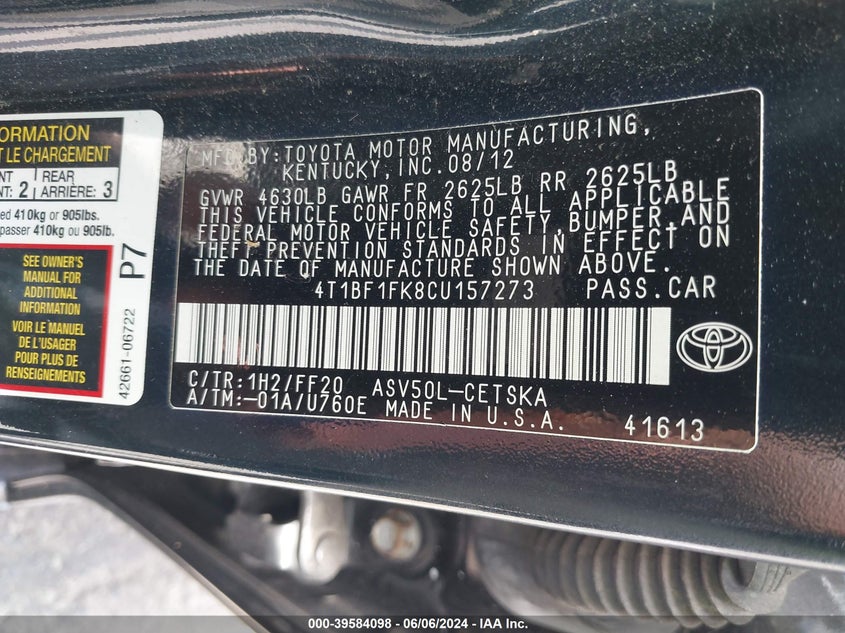 ORMATION
T LE CHARGEMENT
NT REAR
NT: 2 ARRIÈRE: 3
ed 410kg or 905lbs.
passer 410kg ou 905lb.
SEE OWNER'S
MANUAL FOR
ADDITIONAL
INFORMATION
VOIR LE MANUEL
DE L'USAGER
POUR PLUS DE
RENSEIGNEMENTS
P7
42661-06722
MFD. BY: TOYOTA MOTOR MANUFACTURING,
KENTUCKY, INC. 08/12
GVWR 4630LB GAWR FR 2625LB RR 2625LB
THIS VEHICLE CONFORMS TO ALL APPLICABLE
FEDERAL MOTOR VEHICLE SAFETY, BUMPER, AND
THEFT PREVENTION STANDARDS IN EFFECT ON
THE DATE OF MANUFACTURE SHOWN ABOVE.
4T1BF1FK8CU157273 PASS.CAR
C/TR: 1H2/FF20 ASV50L-CETSKA
A/TM:-01A/U760E MADE IN U.S.A. 41613
000-39584098 - 06/06/2024 - IAA Inc.